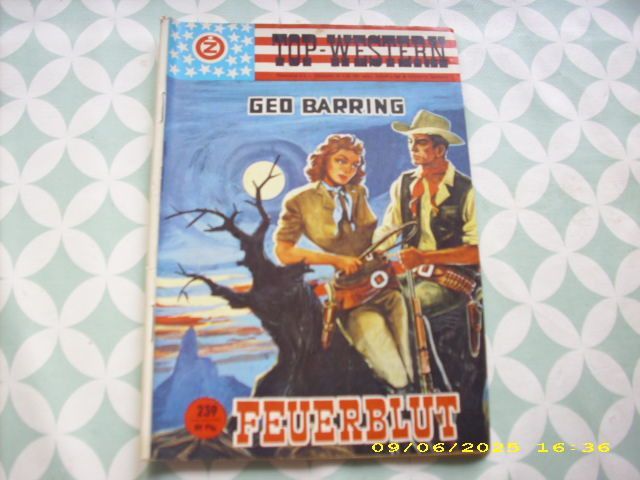 Z
TOP-WESTERN
GEO BARRING
239
FEUERBLUT
09/06/2025 16:36